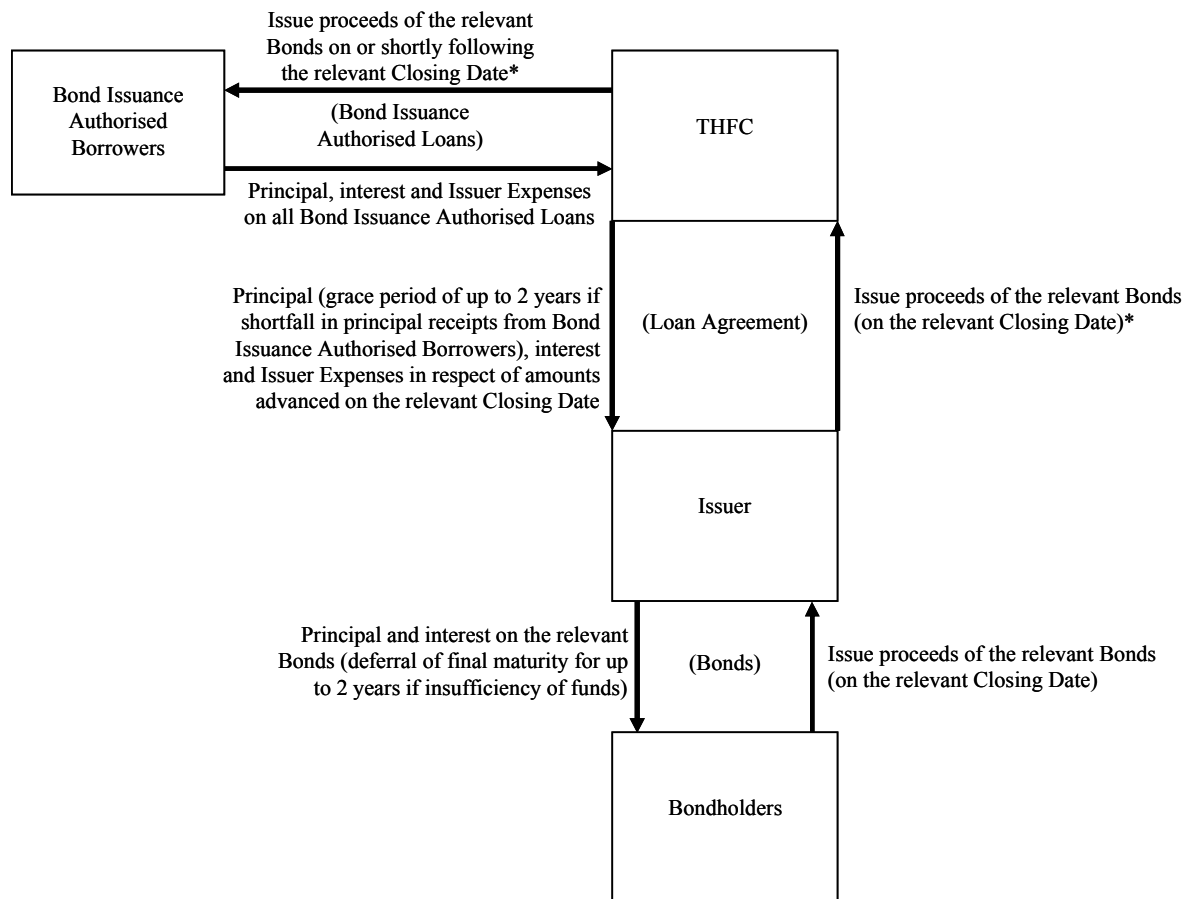 Issue proceeds of the relevant
Bonds on or shortly following
the relevant Closing Date*
Bond Issuance
Authorised
Borrowers
(Bond Issuance
Authorised Loans)
THFC
Principal, interest and Issuer Expenses
on all Bond Issuance Authorised Loans
Principal (grace period of up to 2 years if
shortfall in principal receipts from Bond
Issuance Authorised Borrowers), interest
and Issuer Expenses in respect of amounts
advanced on the relevant Closing Date
(Loan Agreement)
Issue proceeds of the relevant Bonds
(on the relevant Closing Date)*
Issuer
Principal and interest on the relevant
Bonds (deferral of final maturity for up
to 2 years if insufficiency of funds)
(Bonds)
Issue proceeds of the relevant Bonds
(on the relevant Closing Date)
Bondholders